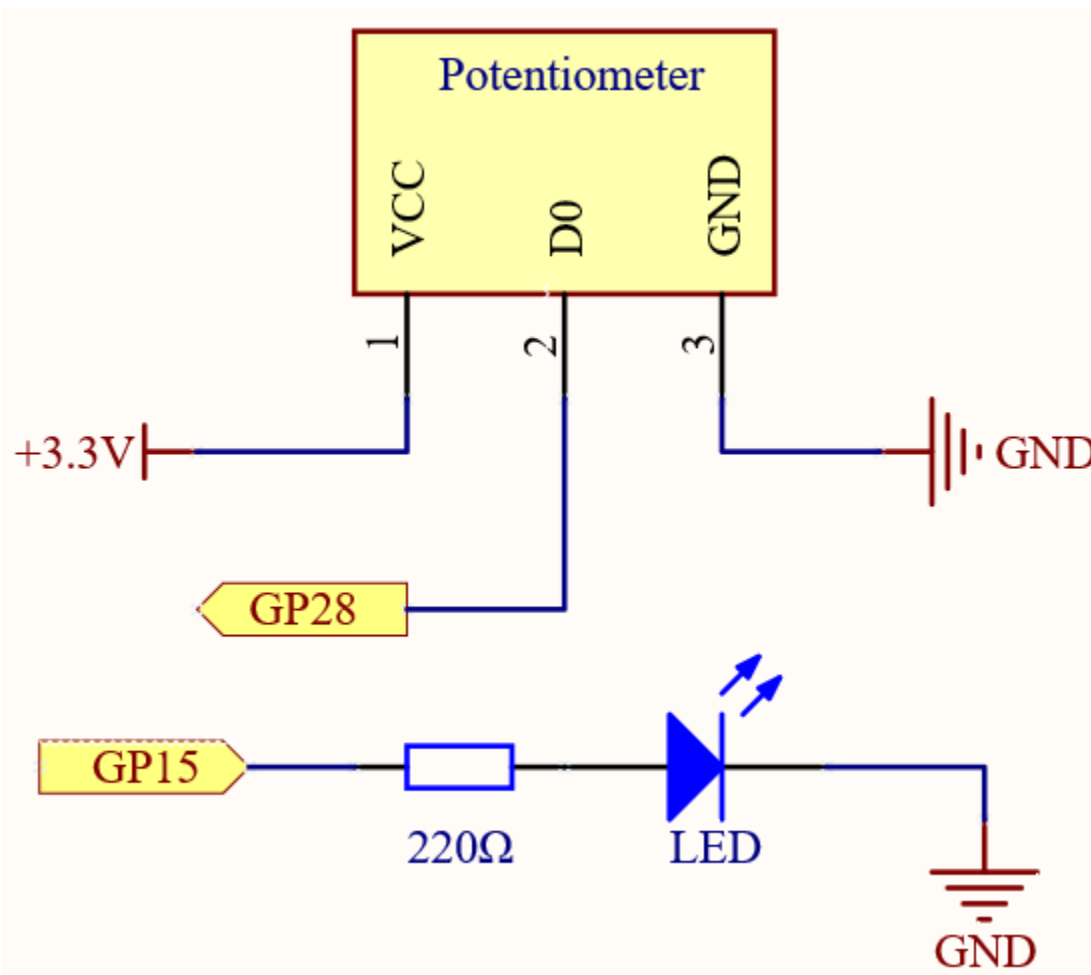 Potentiometer
VCC
D0
GND
1
2
3
+3.3V
GND
GP28
GP15
220Ω
LED
GND